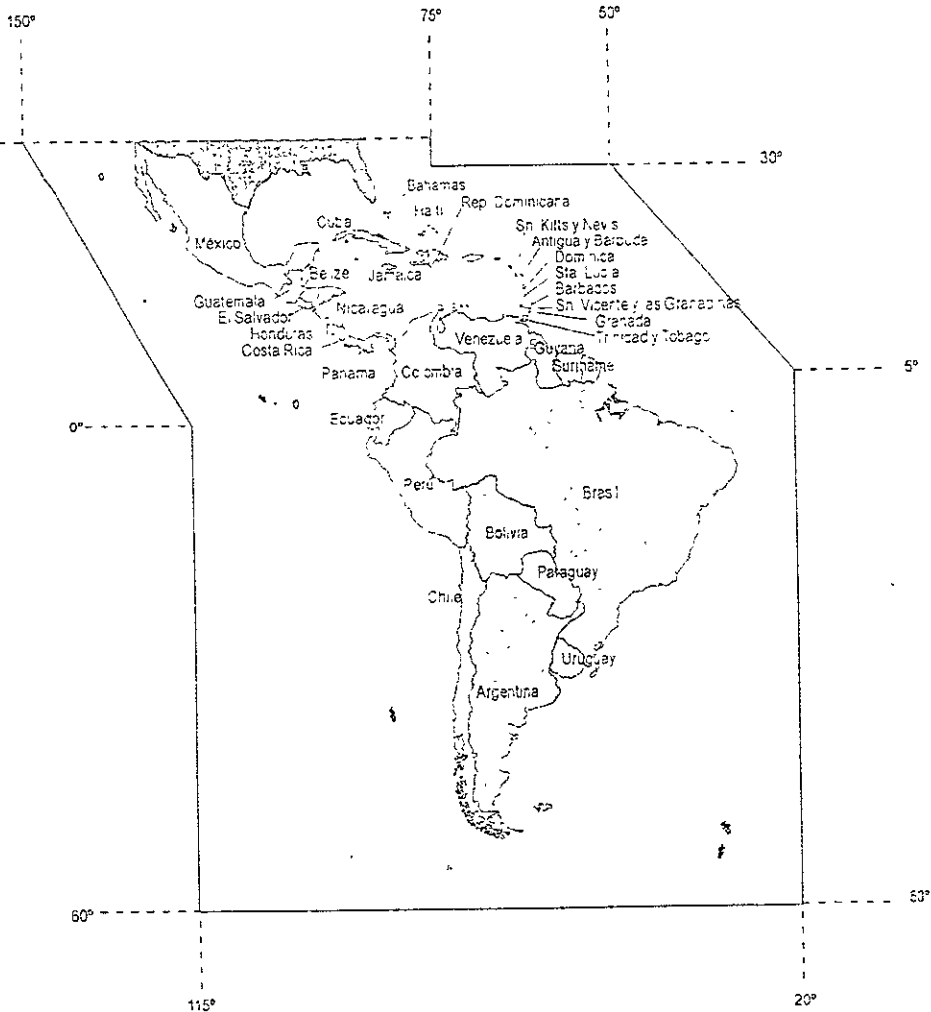 150°
75°
50°
30°
Bahamas
Haití
Rep. Dominicana
Cuba
Sn. Kitts y Nevis
México
Antigua y Barbuda
Dominica
Belize
Jamaica
Sta. Lucia
Barbados
Guatemala
Nicaragua
Sn. Vicente y las Granadinas
El Salvador
Grenada
Honduras
Venezuela
Trinidad y Tobago
Costa Rica
Guyana
Panama
Colombia
Suriname
5°
Ecuador
0°
Perú
Brasil
Bolivia
Paraguay
Chile
Uruguay
Argentina
60°
60°
115°
20°